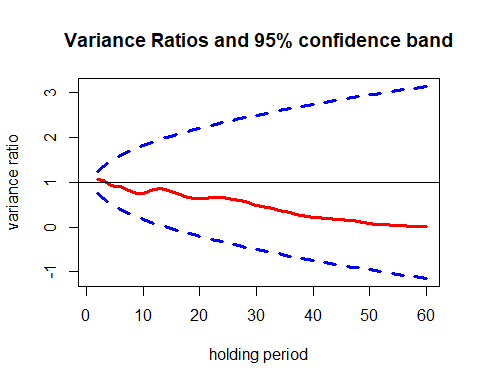 Variance Ratios and 95% confidence band
variance ratio
3
2
1
0
-1
0 10 20 30 40 50 60
holding period